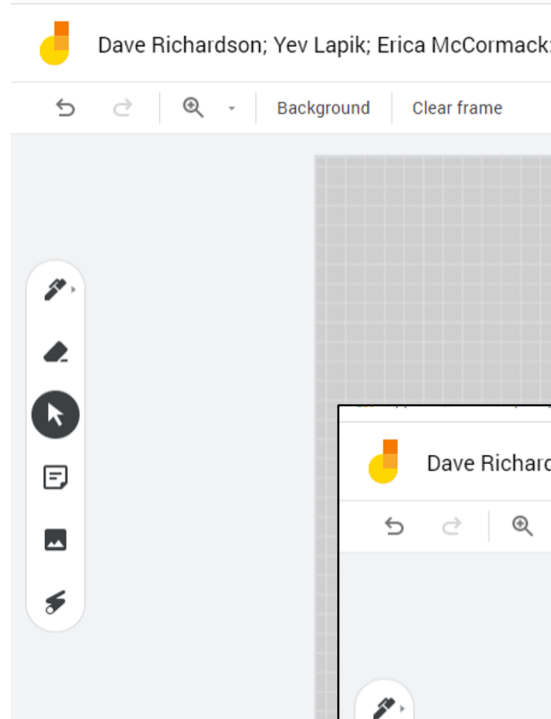 Dave Richardson; Yev Lapik; Erica McCormack:
Background
Clear frame
Dave Richard